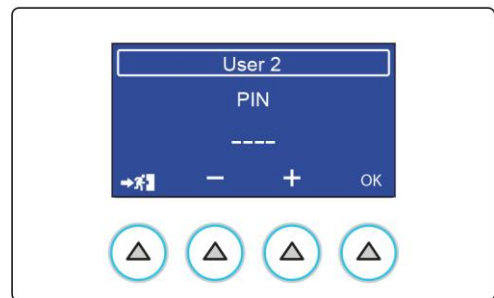 User 2
PIN
----
− + OK